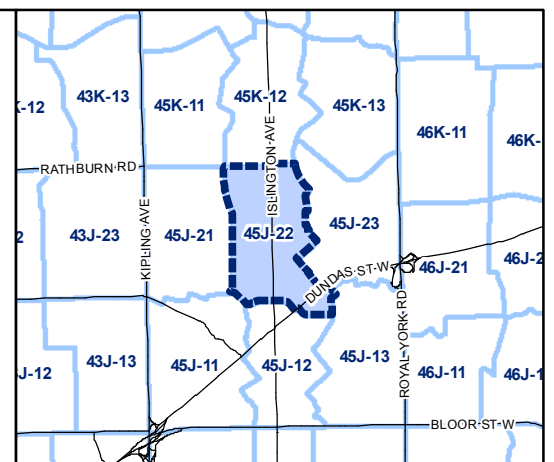 43K-13
45K-12
K-12
45K-11
45K-13
46K-11
46K-
RATHBURN RD
ISLINGTON AVE
KIPLING AVE
2
43J-23
45J-21
45J-22
45J-23
46J-2
46J-21
DUNDAS ST W
ROYAL YORK RD
J-12
43J-13
45J-11
45J-12
45J-13
46J-11
46J-1
BLOOR ST W